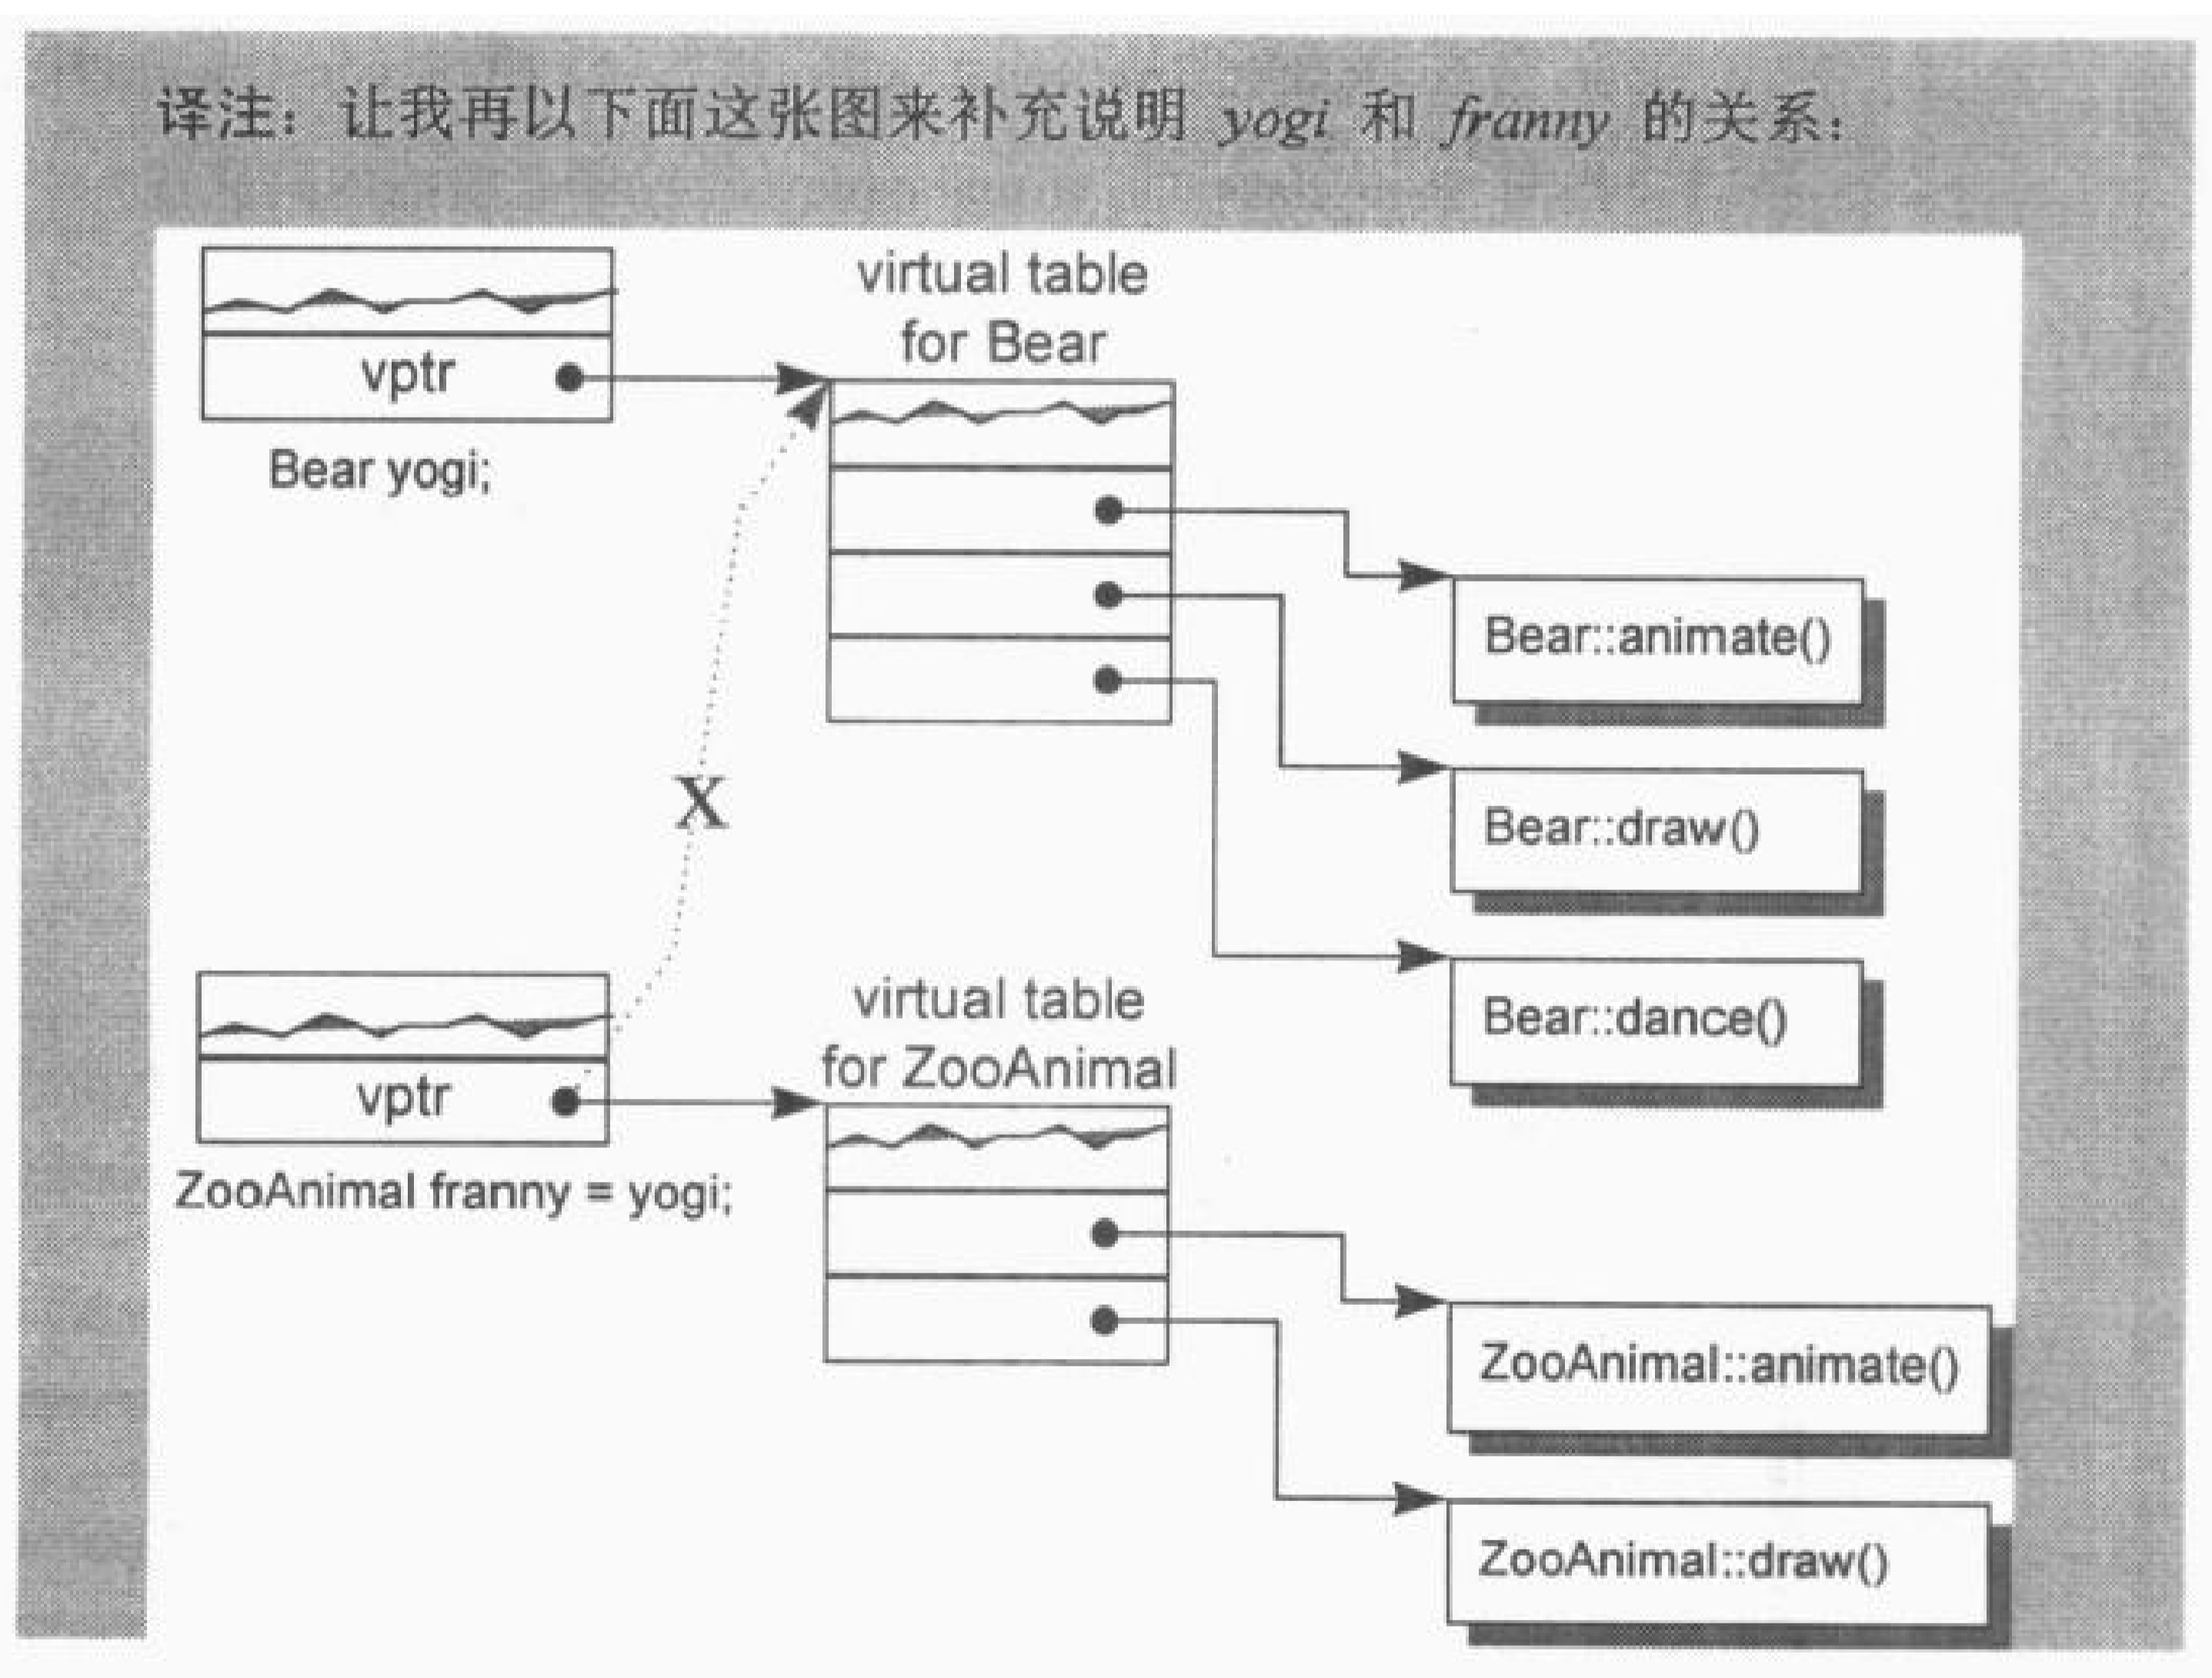 译注：让我再以下面这张图来补充说明 yogi 和 franny 的关系：
virtual table
for Bear
vptr
Bear yogi;
Bear::animate()
Bear::draw()
X
Bear::dance()
virtual table
for ZooAnimal
vptr
ZooAnimal franny = yogi;
ZooAnimal::animate()
ZooAnimal::draw()